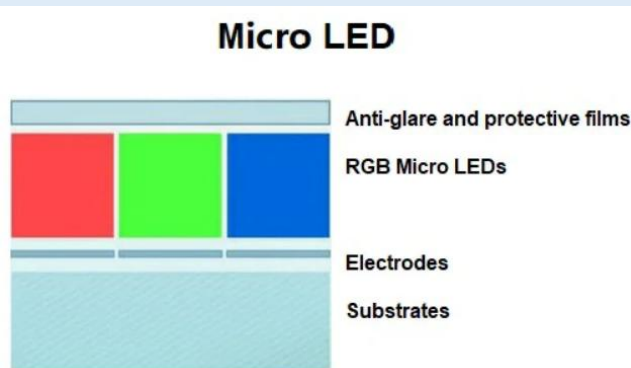 Micro LED
Anti-glare and protective films
RGB Micro LEDs
Electrodes
Substrates